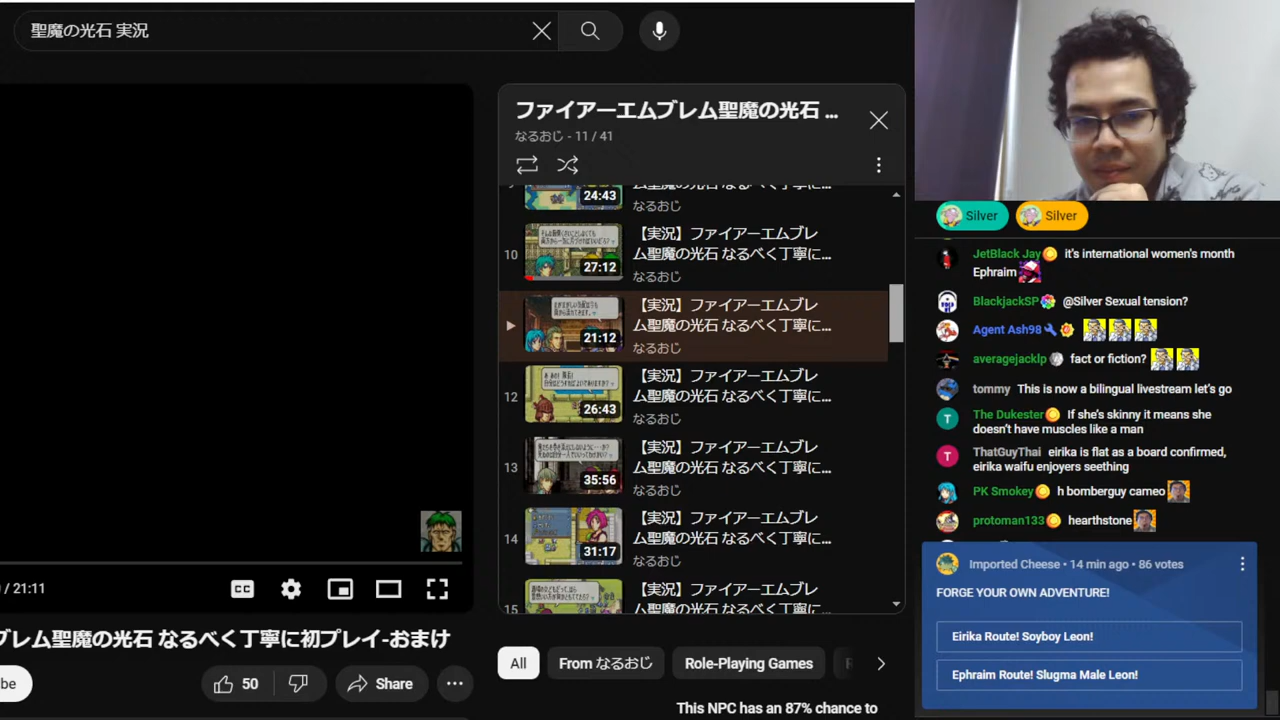 聖魔の光石 実況
ファイアーエムブレム聖魔の光石 ...
なるおじ - 11 / 41
24:43
ム聖魔の光石 なるべく丁寧に...
なるおじ
10
27:12
【実況】ファイアーエムブレ
ム聖魔の光石 なるべく丁寧に...
なるおじ
21:12
【実況】ファイアーエムブレ
ム聖魔の光石 なるべく丁寧に...
なるおじ
12
26:43
【実況】ファイアーエムブレ
ム聖魔の光石 なるべく丁寧に...
なるおじ
13
35:56
【実況】ファイアーエムブレ
ム聖魔の光石 なるべく丁寧に...
なるおじ
14
31:17
【実況】ファイアーエムブレ
ム聖魔の光石 なるべく丁寧に...
なるおじ
15
【実況】ファイアーエムブレ
ム聖魔の光石 なるべく丁寧に...
/ 21:11
ブレム聖魔の光石 なるべく丁寧に初プレイ-おまけ
be
50
Share
All
From なるおじ
Role-Playing Games
This NPC has an 87% chance to
Silver
Silver
JetBlack Jay it's international women's month
Ephraim
BlackjackSP @Silver Sexual tension?
Agent Ash98
averagejacklp fact or fiction?
tommy This is now a bilingual livestream let's go
The Dukester If she's skinny it means she
doesn't have muscles like a man
ThatGuyThai eirika is flat as a board confirmed,
eirika waifu enjoyers seething
PK Smokey h bomberguy cameo
protoman133 hearthstone
Imported Cheese • 14 min ago • 86 votes
FORGE YOUR OWN ADVENTURE!
Eirika Route! Soyboy Leon!
Ephraim Route! Slugma Male Leon!